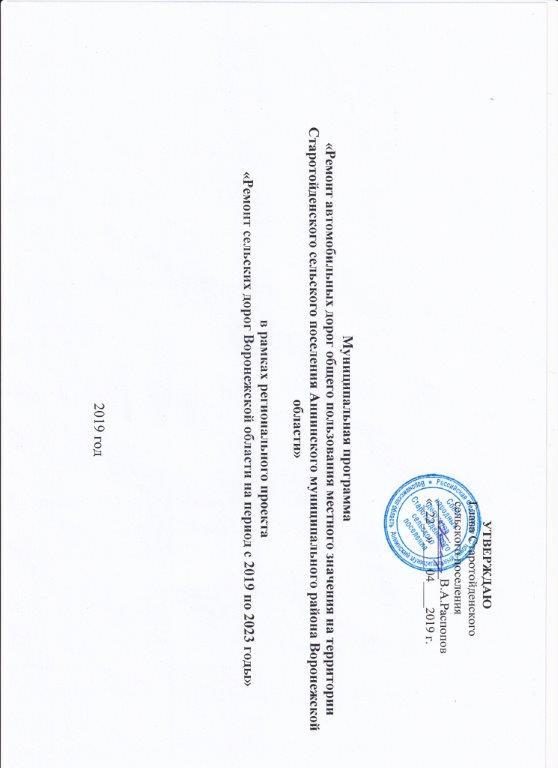 УТВЕРЖДАЮ
Глава Старотойденского
сельского поселения
В.А.Распопов
« 22 » 04 2019 г.
Муниципальная программа
«Ремонт автомобильных дорог общего пользования местного значения на территории
Старотойденского сельского поселения Аннинского муниципального района Воронежской
области»
в рамках регионального проекта
«Ремонт сельских дорог Воронежской области на период с 2019 по 2023 годы»
2019 год